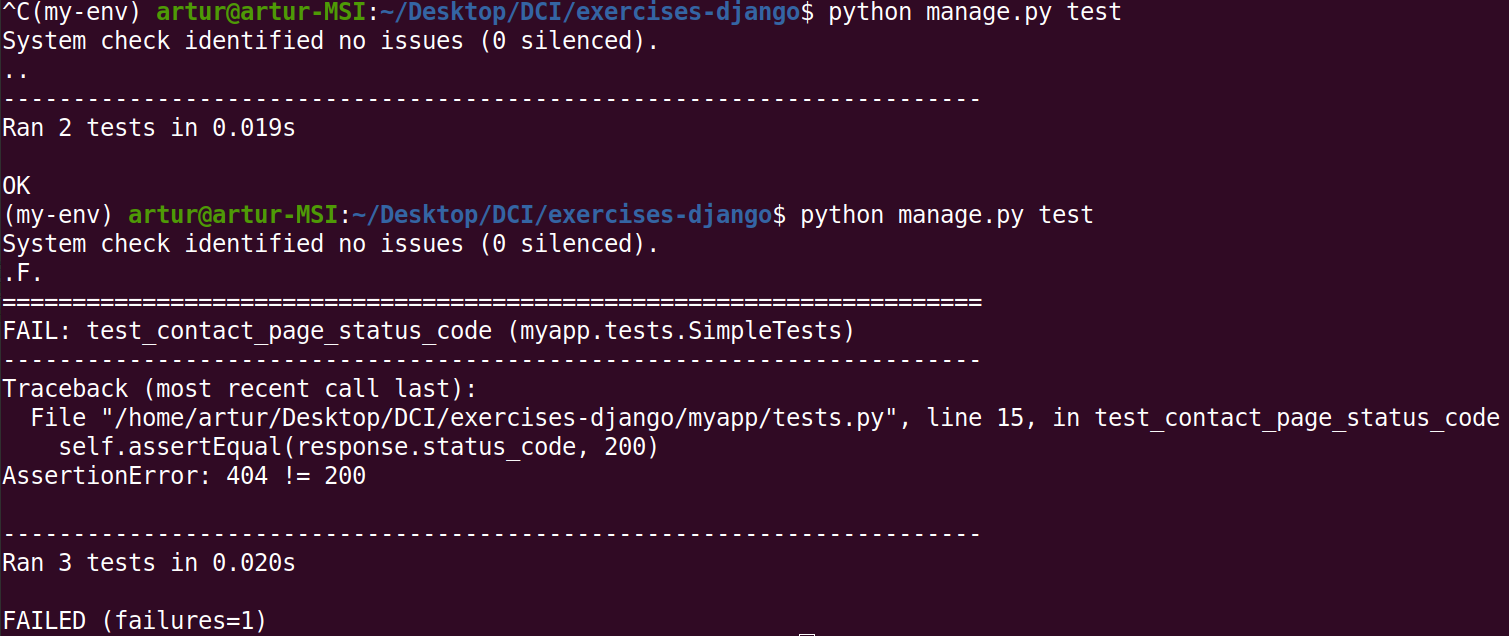 ^C(my-env) artur@artur-MSI:~/Desktop/DCI/exercises-django$ python manage.py test
System check identified no issues (0 silenced).
..
----------------------------------------------------------------------
Ran 2 tests in 0.019s

OK
(my-env) artur@artur-MSI:~/Desktop/DCI/exercises-django$ python manage.py test
System check identified no issues (0 silenced).
.F.
======================================================================
FAIL: test_contact_page_status_code (myapp.tests.SimpleTests)
----------------------------------------------------------------------
Traceback (most recent call last):
  File "/home/artur/Desktop/DCI/exercises-django/myapp/tests.py", line 15, in test_contact_page_status_code
    self.assertEqual(response.status_code, 200)
AssertionError: 404 != 200

----------------------------------------------------------------------
Ran 3 tests in 0.020s

FAILED (failures=1)